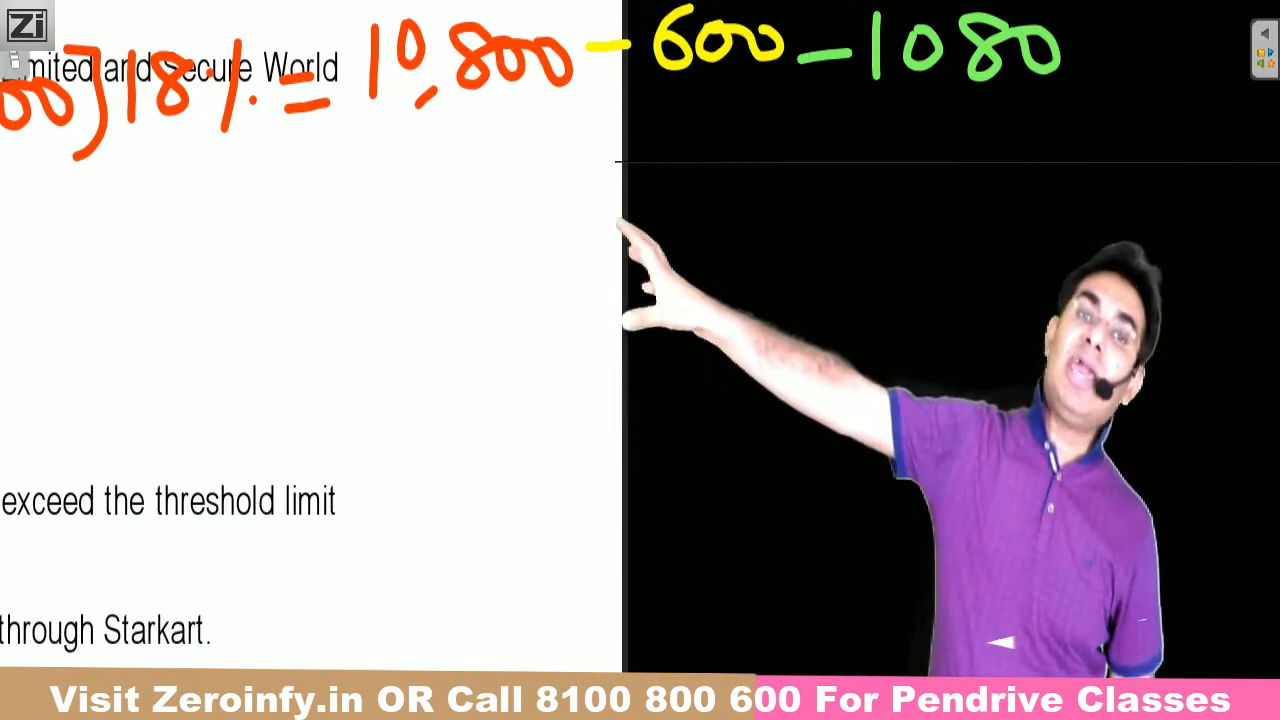 Zi
Limited and Secure World
00] 18% = 10,800 - 600 - 1080
exceed the threshold limit
through Starkart.
Visit Zeroinfy.in OR Call 8100 800 600 For Pendrive Classes